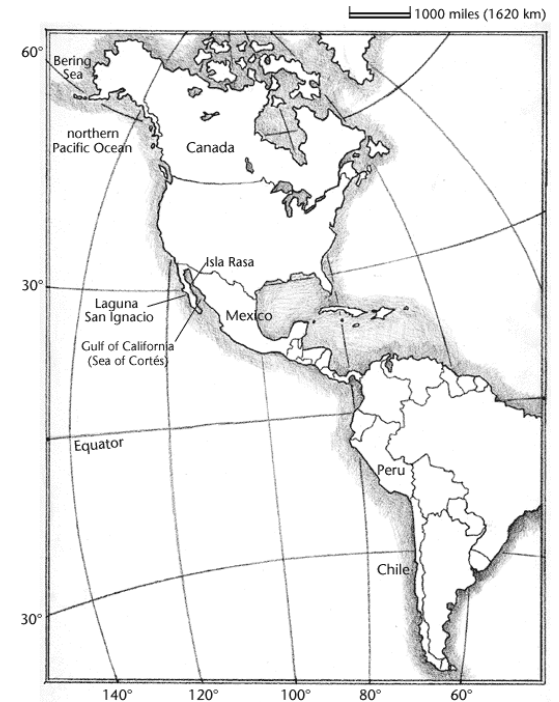 1000 miles (1620 km)
60°
Bering
Sea
northern
Pacific Ocean
Canada
Isla Rasa
30°
Laguna
San Ignacio
Mexico
Gulf of California
(Sea of Cortés)
Equator
Peru
Chile
30°
140°
120°
100°
80°
60°